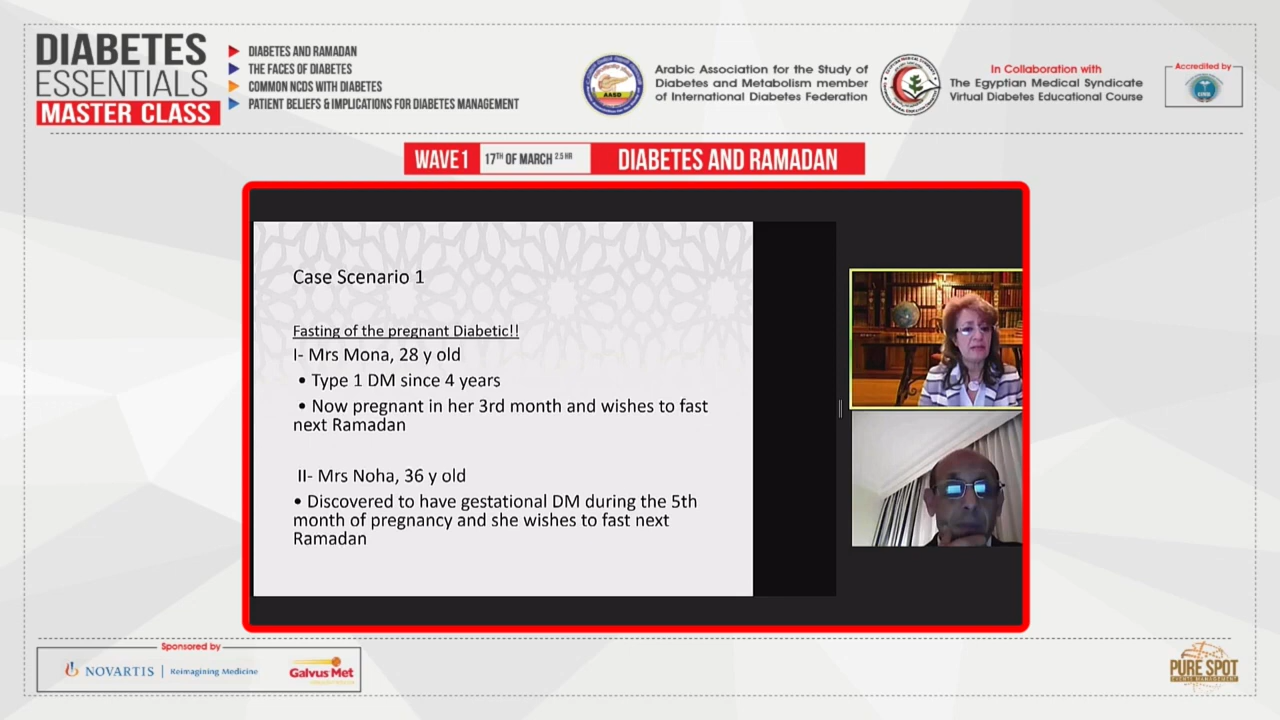 DIABETES
ESSENTIALS
MASTER CLASS
DIABETES AND RAMADAN
THE FACES OF DIABETES
COMMON NCDS WITH DIABETES
PATIENT BELIEFS & IMPLICATIONS FOR DIABETES MANAGEMENT
AASD
Arabic Association for the Study of
Diabetes and Metabolism member
of International Diabetes Federation
In Collaboration with
The Egyptian Medical Syndicate
Virtual Diabetes Educational Course
Accredited by
WAVE1 17TH OF MARCH 2.5 HR DIABETES AND RAMADAN
Case Scenario 1
Fasting of the pregnant Diabetic!!
I- Mrs Mona, 28 y old
• Type 1 DM since 4 years
• Now pregnant in her 3rd month and wishes to fast
next Ramadan
II- Mrs Noha, 36 y old
• Discovered to have gestational DM during the 5th
month of pregnancy and she wishes to fast next
Ramadan
Sponsored by
NOVARTIS | Reimagining Medicine
Galvus Met
PURE SPOT
EVENTS MANAGEMENT